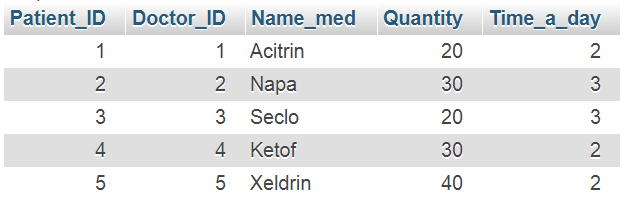 Patient_ID Doctor_ID Name_med Quantity Time_a_day
1 1 Acitrin 20 2
2 2 Napa 30 3
3 3 Seclo 20 3
4 4 Ketof 30 2
5 5 Xeldrin 40 2